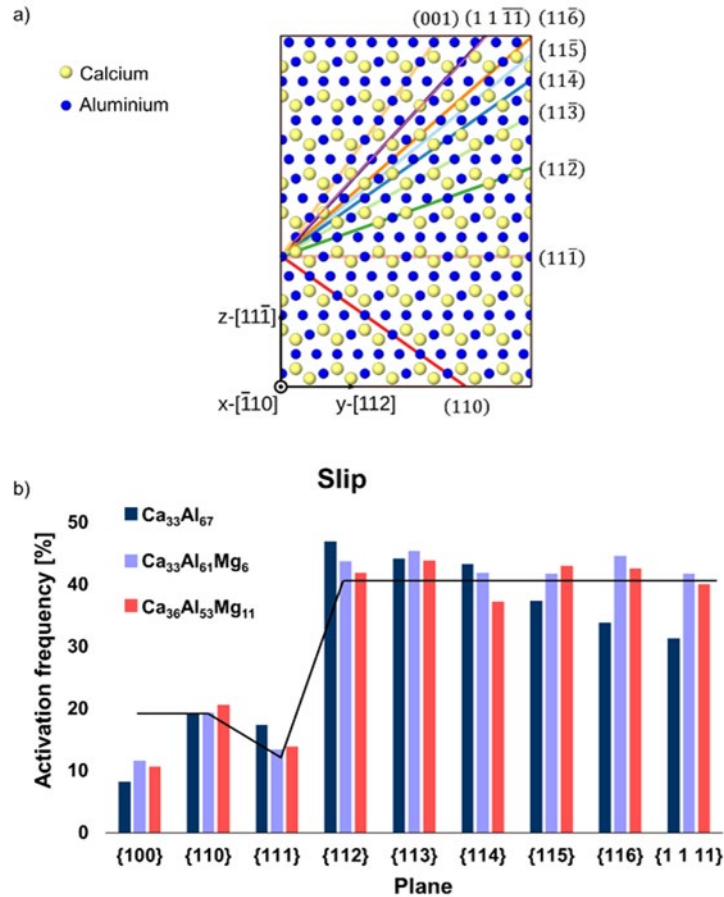 a)
(001) (1 1 1̅1̅) (116̅)
Calcium
Aluminium
(115̅)
(114̅)
(113̅)
(112̅)
(111̅)
z-[111̅]
x-[1̅10]
y-[112]
(110)
b)
Slip
Ca₃₃Al₆₇
Ca₃₃Al₆₁Mg₆
Ca₃₆Al₅₃Mg₁₁
Activation frequency [%]
50
40
30
20
10
0
{100} {110} {111} {112} {113} {114} {115} {116} {1 1 11}
Plane